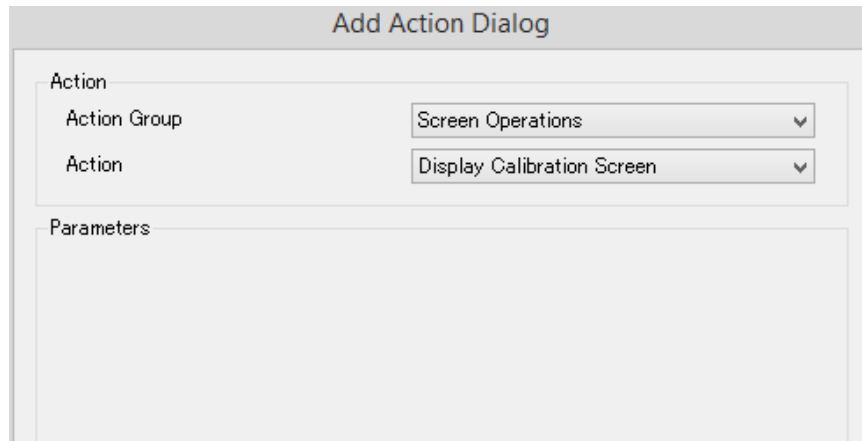 Add Action Dialog
Action
Action Group Screen Operations
Action Display Calibration Screen
Parameters